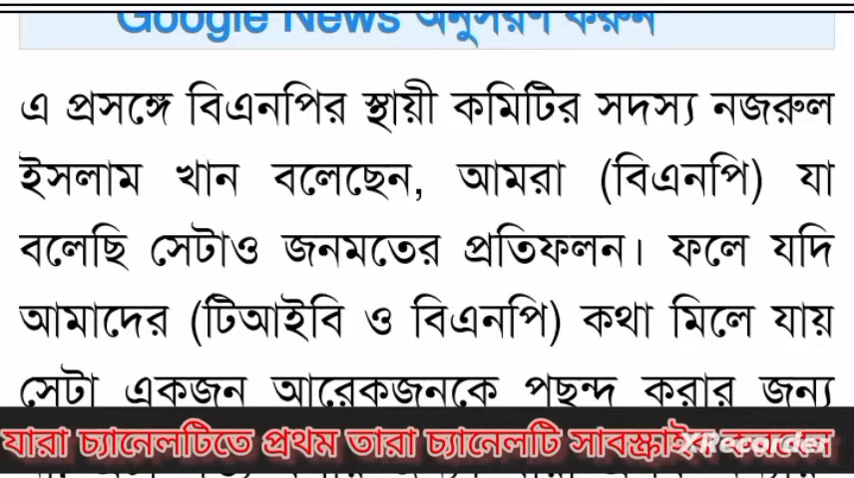 Google News অনুসরণ করুন
এ প্রসঙ্গে বিএনপির স্থায়ী কমিটির সদস্য নজরুল
ইসলাম খান বলেছেন, আমরা (বিএনপি) যা
বলেছি সেটাও জনমতের প্রতিফলন। ফলে যদি
আমাদের (টিআইবি ও বিএনপি) কথা মিলে যায়
সেটা একজন আরেকজনকে পছন্দ করার জন্য
যারা চ্যানেলটিতে প্রথম তারা চ্যানেলটি সাবস্ক্রাইব করবেন
XRecorder